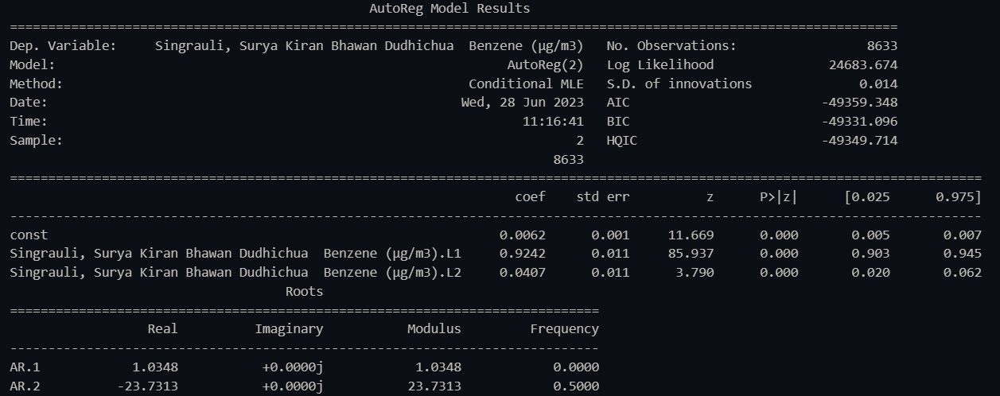 AutoReg Model Results
==============================================================================================================
Dep. Variable:     Singrauli, Surya Kiran Bhawan Dudhichua  Benzene (µg/m3)   No. Observations:                 8633
Model:                                                           AutoReg(2)   Log Likelihood               24683.674
Method:                                                     Conditional MLE   S.D. of innovations              0.014
Date:                                                      Wed, 28 Jun 2023   AIC                         -49359.348
Time:                                                              11:16:41   BIC                         -49331.096
Sample:                                                                   2   HQIC                        -49349.714
                                                                       8633
==============================================================================================================
                                                                  coef    std err          z      P>|z|      [0.025      0.975]
--------------------------------------------------------------------------------------------------------------
const                                                           0.0062      0.001     11.669      0.000       0.005       0.007
Singrauli, Surya Kiran Bhawan Dudhichua  Benzene (µg/m3).L1     0.9242      0.011     85.937      0.000       0.903       0.945
Singrauli, Surya Kiran Bhawan Dudhichua  Benzene (µg/m3).L2     0.0407      0.011      3.790      0.000       0.020       0.062
                                    Roots
=============================================================================
                  Real          Imaginary           Modulus         Frequency
-----------------------------------------------------------------------------
AR.1            1.0348           +0.0000j            1.0348            0.0000
AR.2          -23.7313           +0.0000j           23.7313            0.5000